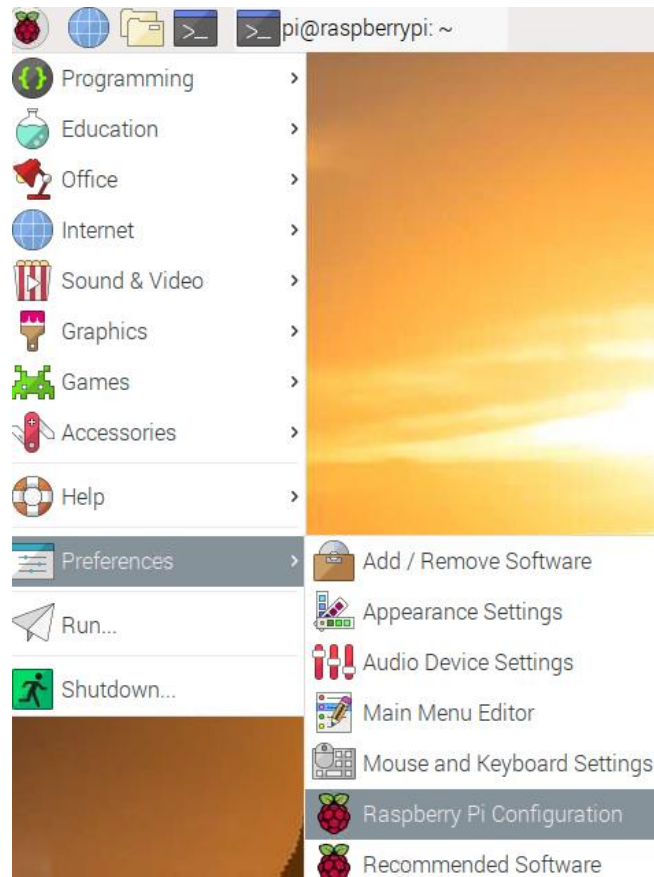 pi@raspberrypi: ~
Programming
Education
Office
Internet
Sound & Video
Graphics
Games
Accessories
Help
Preferences
Run...
Shutdown...
Add / Remove Software
Appearance Settings
Audio Device Settings
Main Menu Editor
Mouse and Keyboard Settings
Raspberry Pi Configuration
Recommended Software